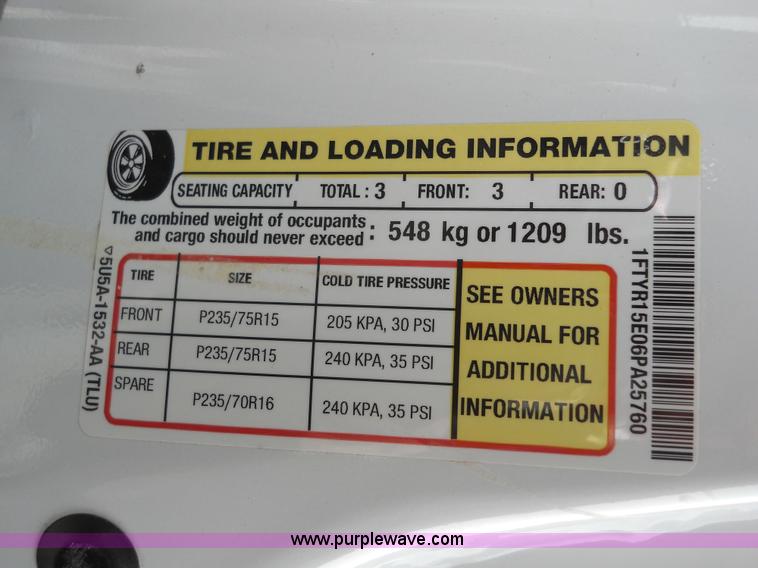 TIRE AND LOADING INFORMATION
SEATING CAPACITY TOTAL : 3 FRONT: 3 REAR: 0
The combined weight of occupants
and cargo should never exceed : 548 kg or 1209 lbs.
TIRE SIZE COLD TIRE PRESSURE
FRONT P235/75R15 205 KPA, 30 PSI
REAR P235/75R15 240 KPA, 35 PSI
SPARE P235/70R16 240 KPA, 35 PSI
SEE OWNERS
MANUAL FOR
ADDITIONAL
INFORMATION
5U5A-1532-AA (TLU)
1FTYR15E06PA25760
www.purplewave.com